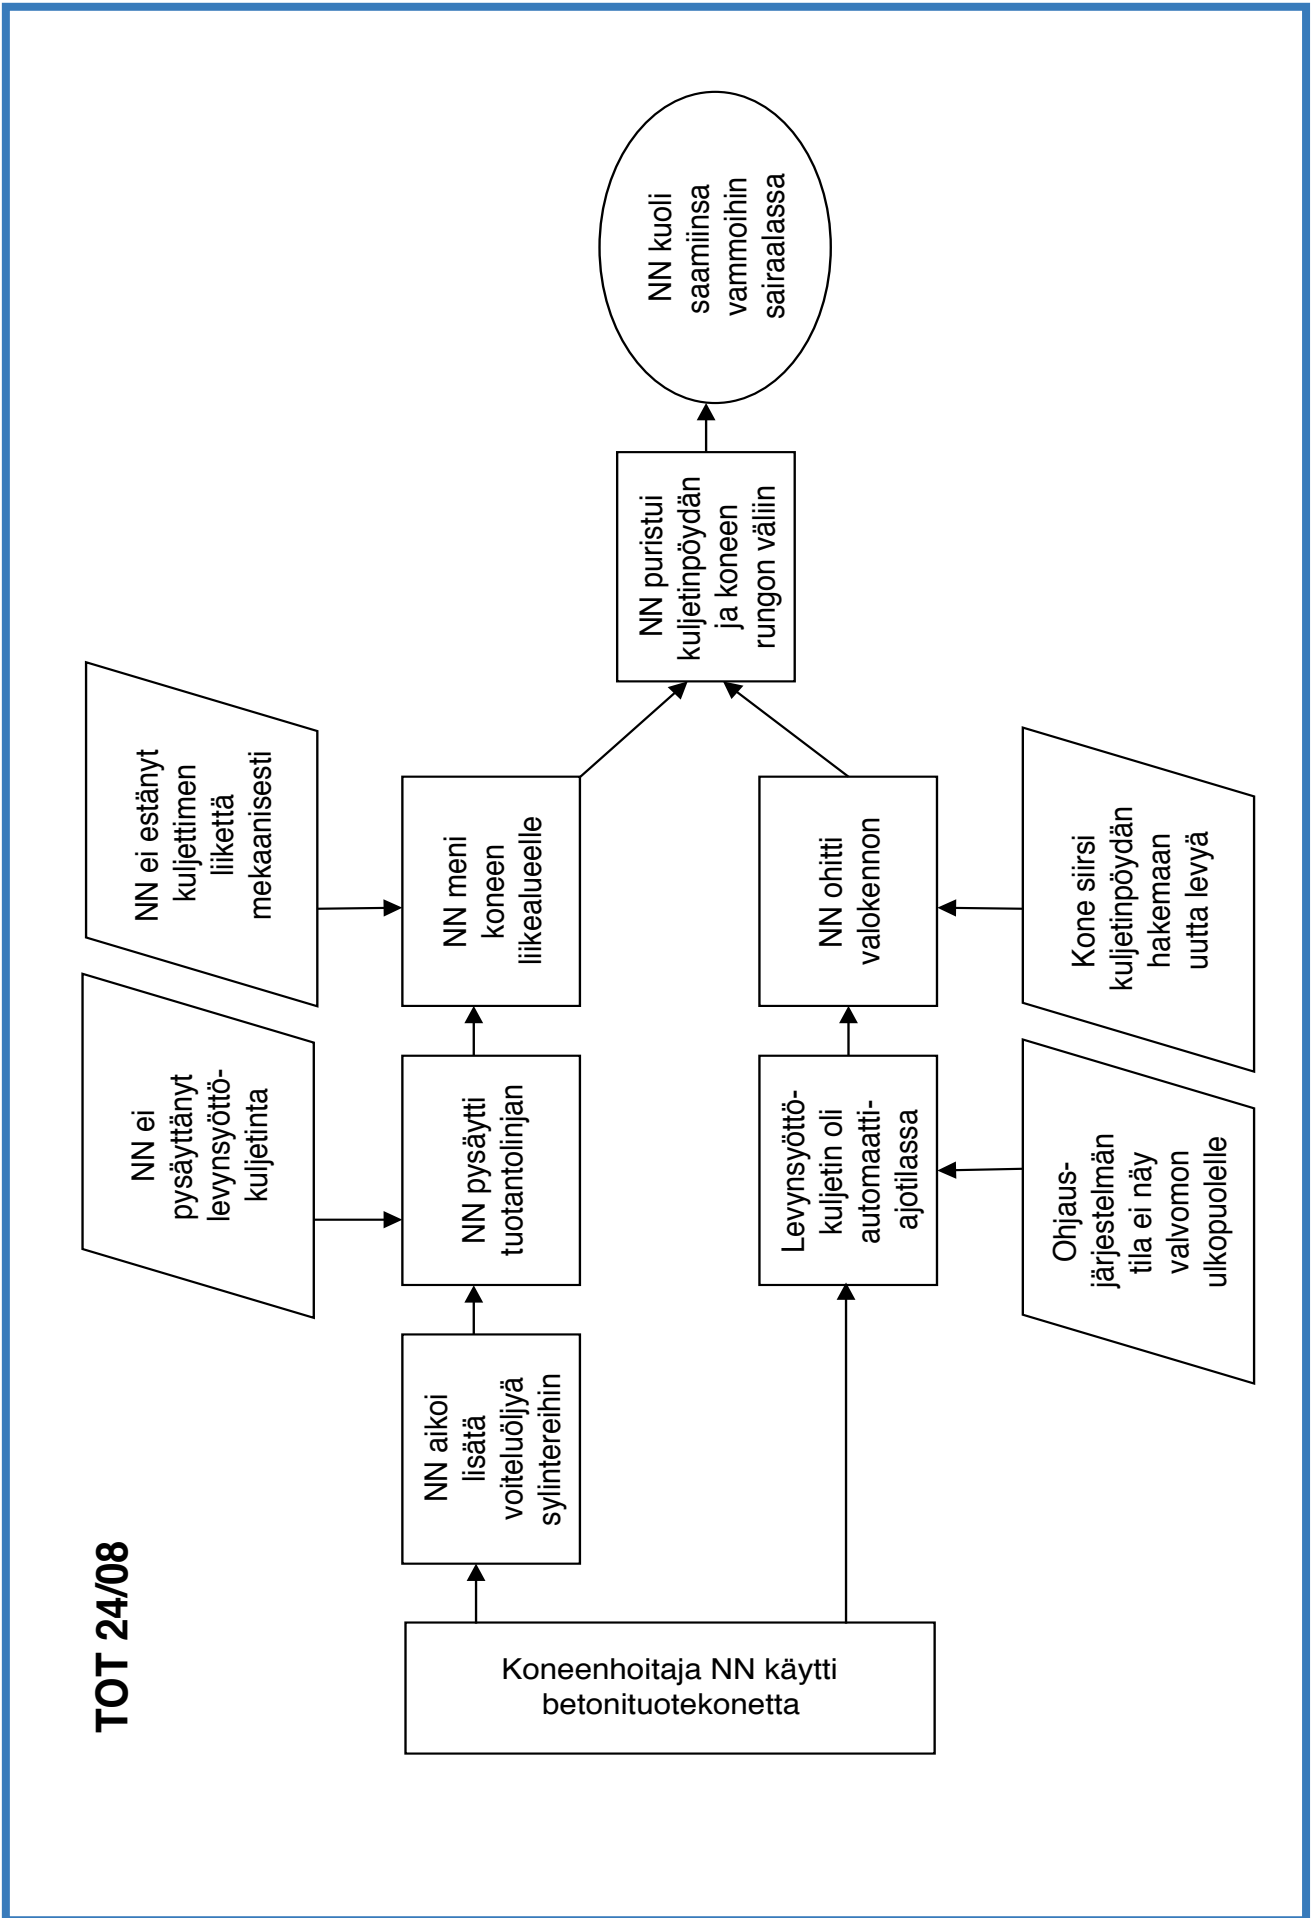 TOT 24/08
Koneenhoitaja NN käytti
betonituotekonetta
NN aikoi
lisätä
voiteluöljyä
sylintereihin
NN ei
pysäyttänyt
levynsyöttö-
kuljetinta
NN pysäytti
tuotantolinjan
NN ei estänyt
kuljettimen
liikettä
mekaanisesti
NN meni
koneen
liikealueelle
Levynsyöttö-
kuljetin oli
automaatti-
ajotilassa
Ohjaus-
järjestelmän
tila ei näy
valvomon
ulkopuolelle
NN ohitti
valokennon
Kone siirsi
kuljetinpöydän
hakemaan
uutta levyä
NN puristui
kuljetinpöydän
ja koneen
rungon väliin
NN kuoli
saamiinsa
vammoihin
sairaalassa